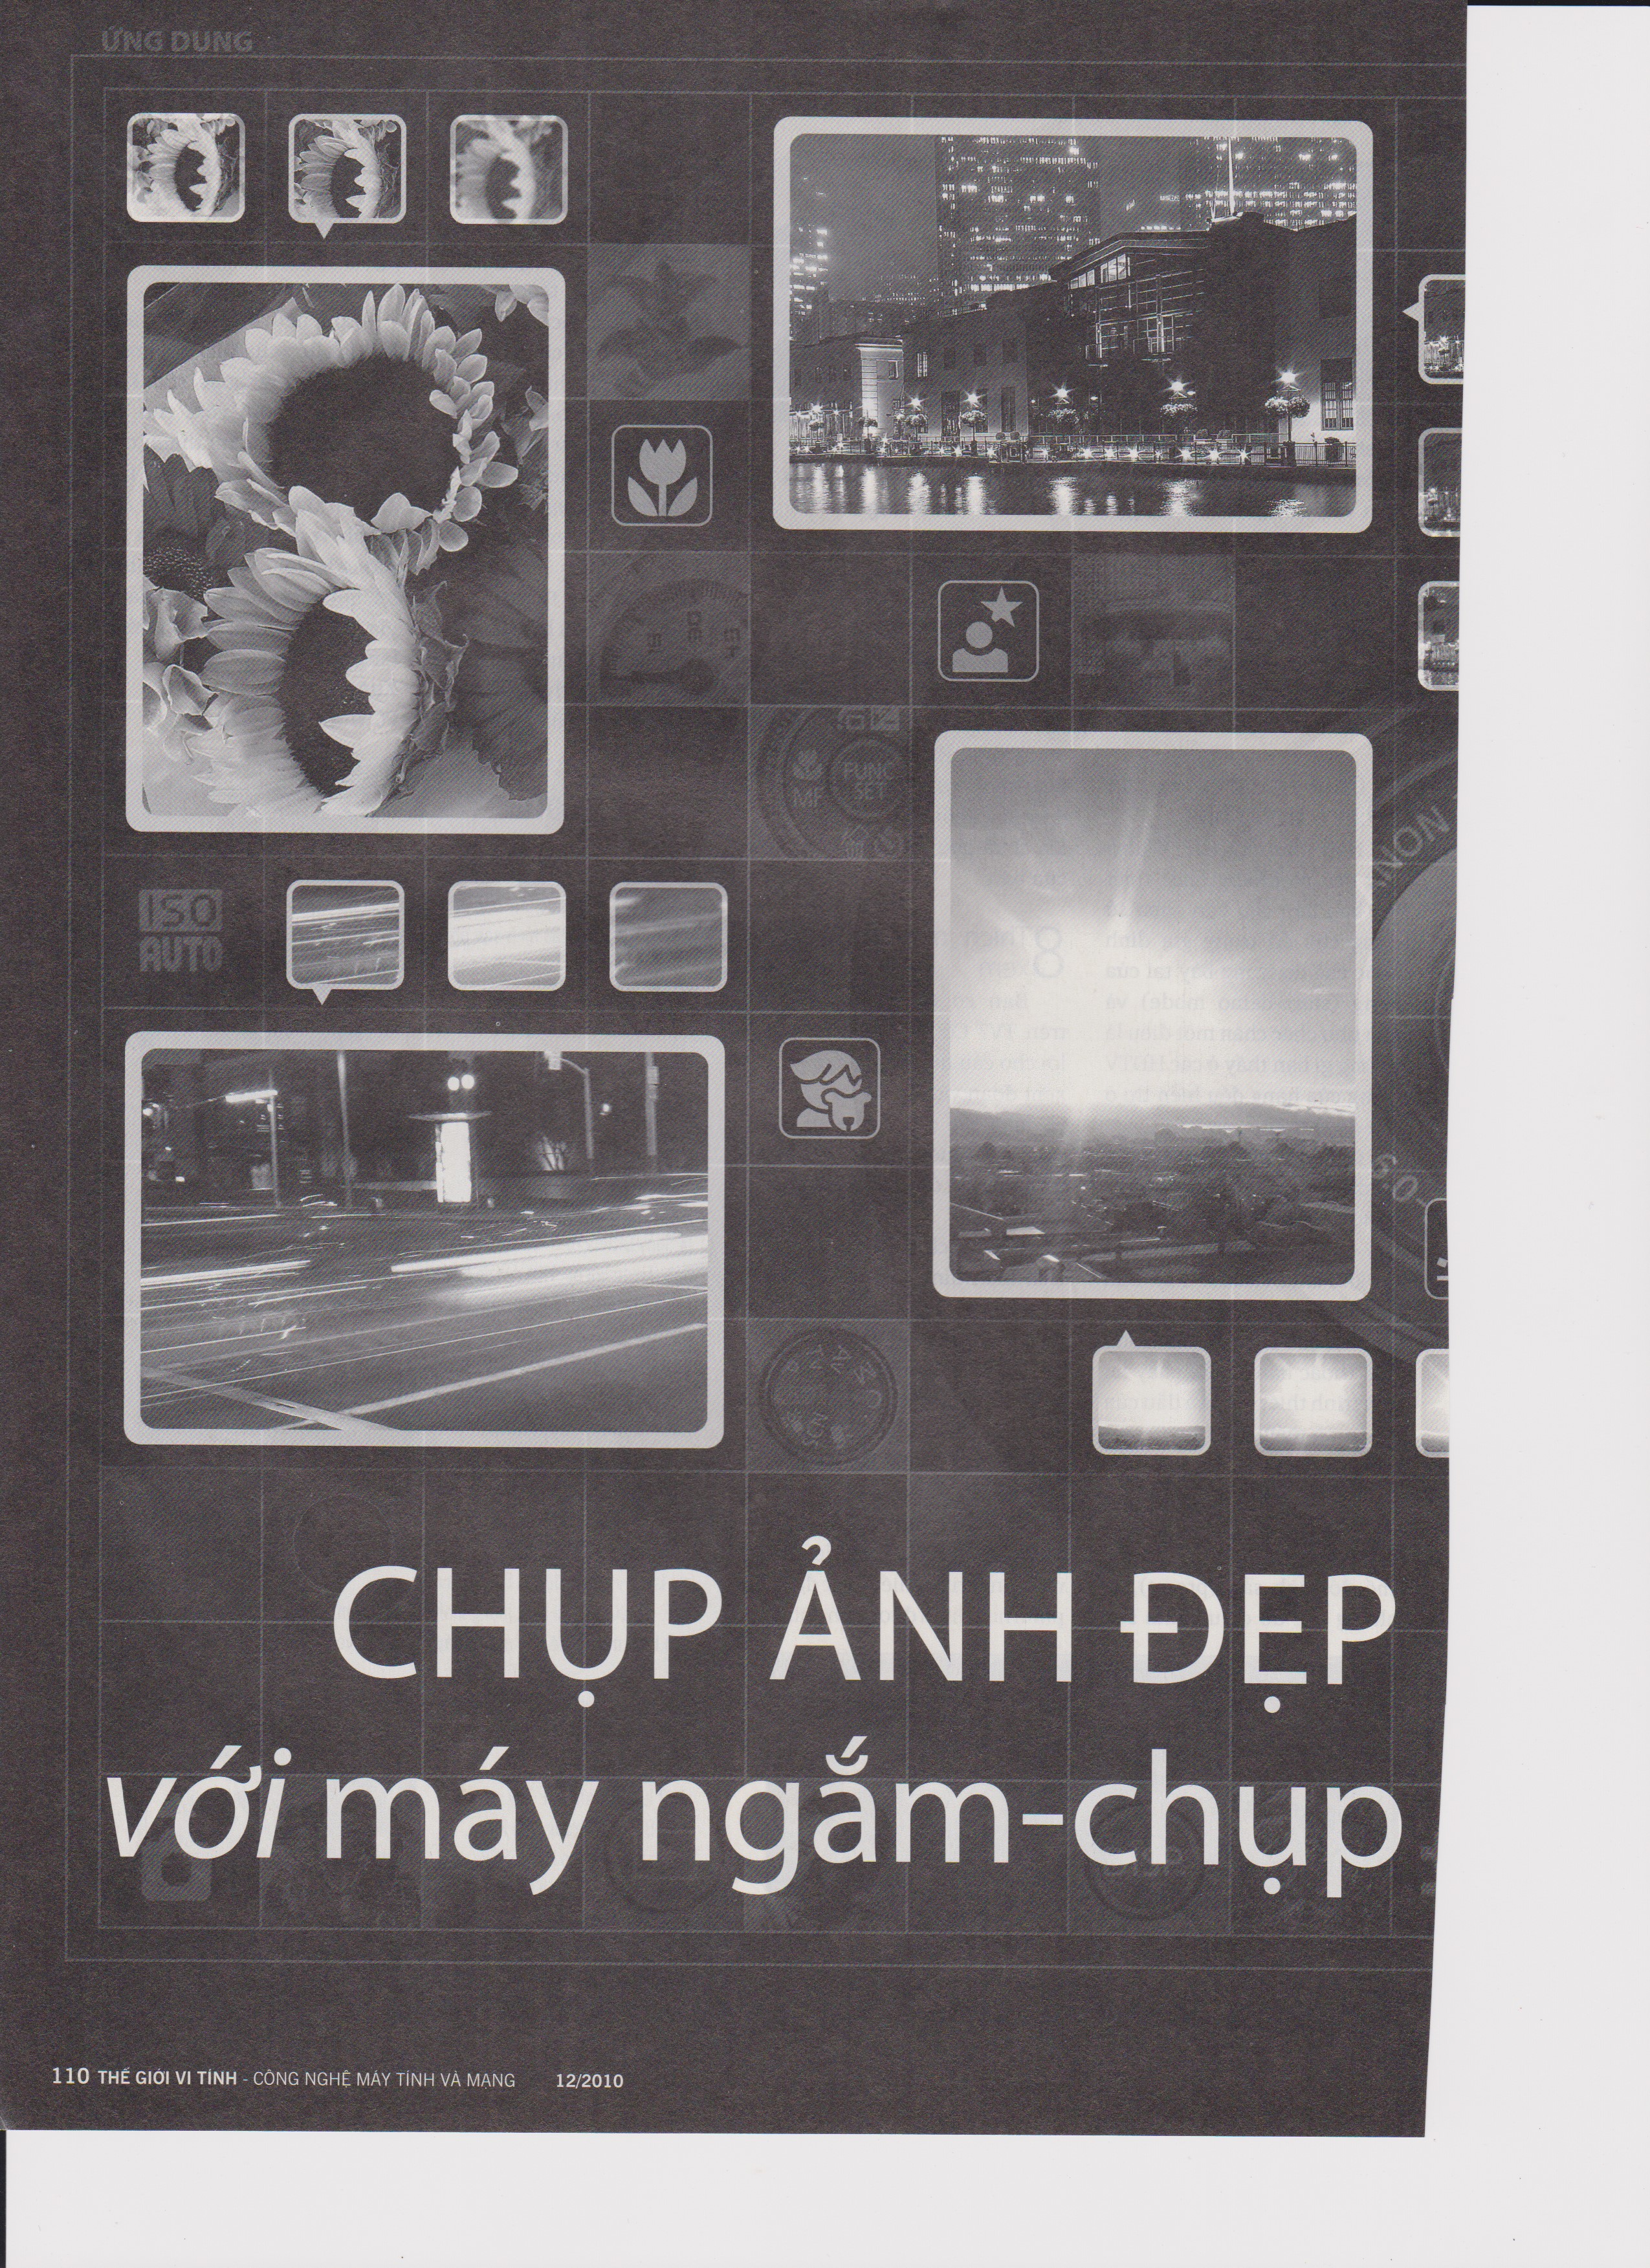 ỨNG DỤNG
FUNC
SET
MF
ISO
AUTO
CHỤP ẢNH ĐẸP
với máy ngắm-chụp
110 THẾ GIỚI VI TÍNH - CÔNG NGHỆ MÁY TÍNH VÀ MẠNG 12/2010